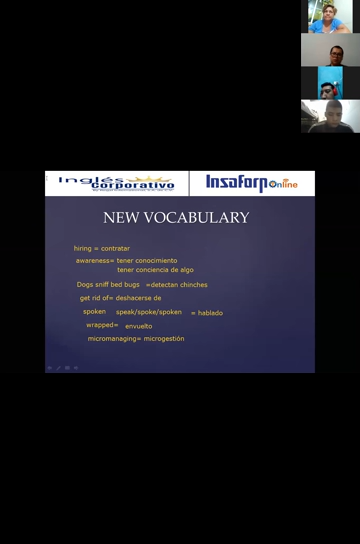 Inglés
Corporativo
Insaforp Online
NEW VOCABULARY
hiring = contratar
awareness= tener conocimiento
tener conciencia de algo
Dogs sniff bed bugs =detectan chinches
get rid of= deshacerse de
spoken speak/spoke/spoken = hablado
wrapped= envuelto
micromanaging= microgestión